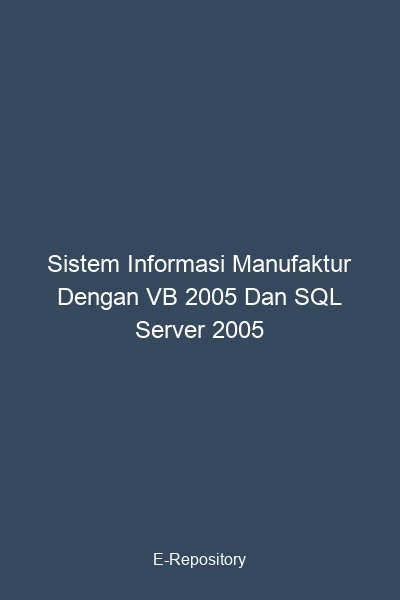 Sistem Informasi Manufaktur
Dengan VB 2005 Dan SQL
Server 2005
E-Repository